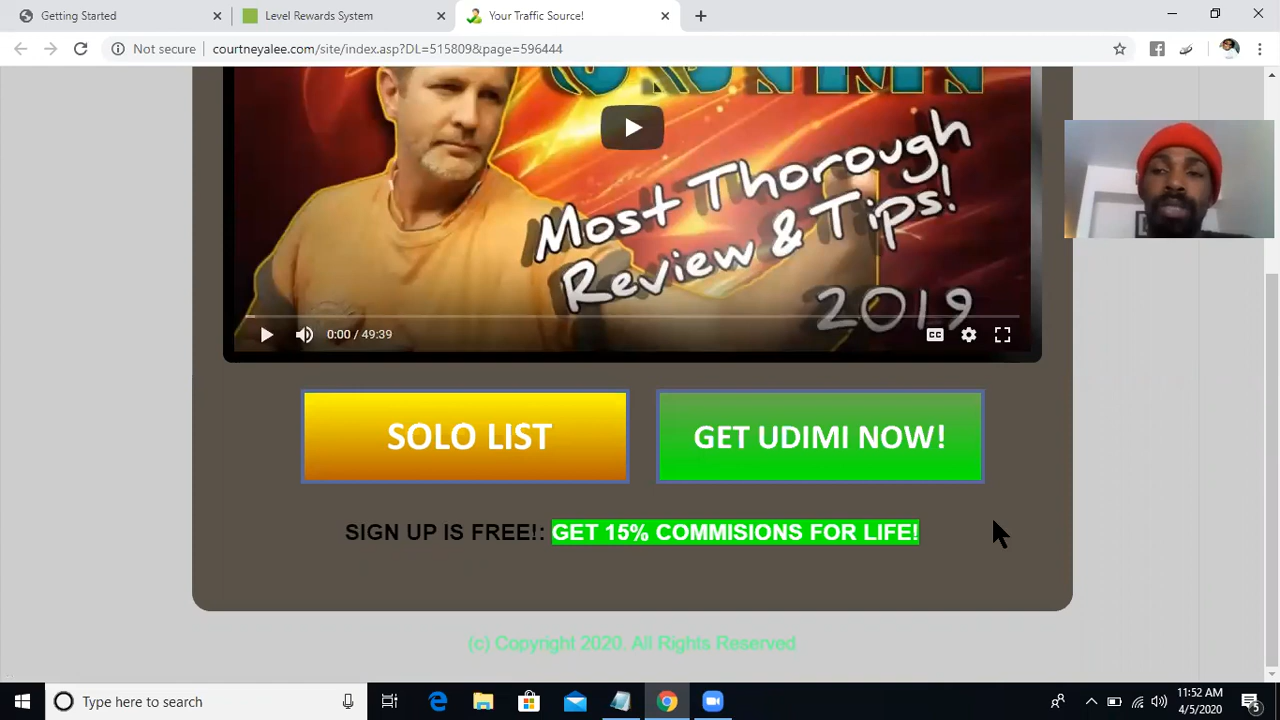 Getting Started
Level Rewards System
Your Traffic Source!
Not secure
courtneyalee.com/site/index.asp?DL=515809&page=596444
Most Thorough
Review & Tips!
2019
0:00 / 49:39
CC
SOLO LIST
GET UDIMI NOW!
SIGN UP IS FREE!: GET 15% COMMISIONS FOR LIFE!
(c) Copyright 2020, All Rights Reserved
Type here to search
11:52 AM
4/5/2020
5